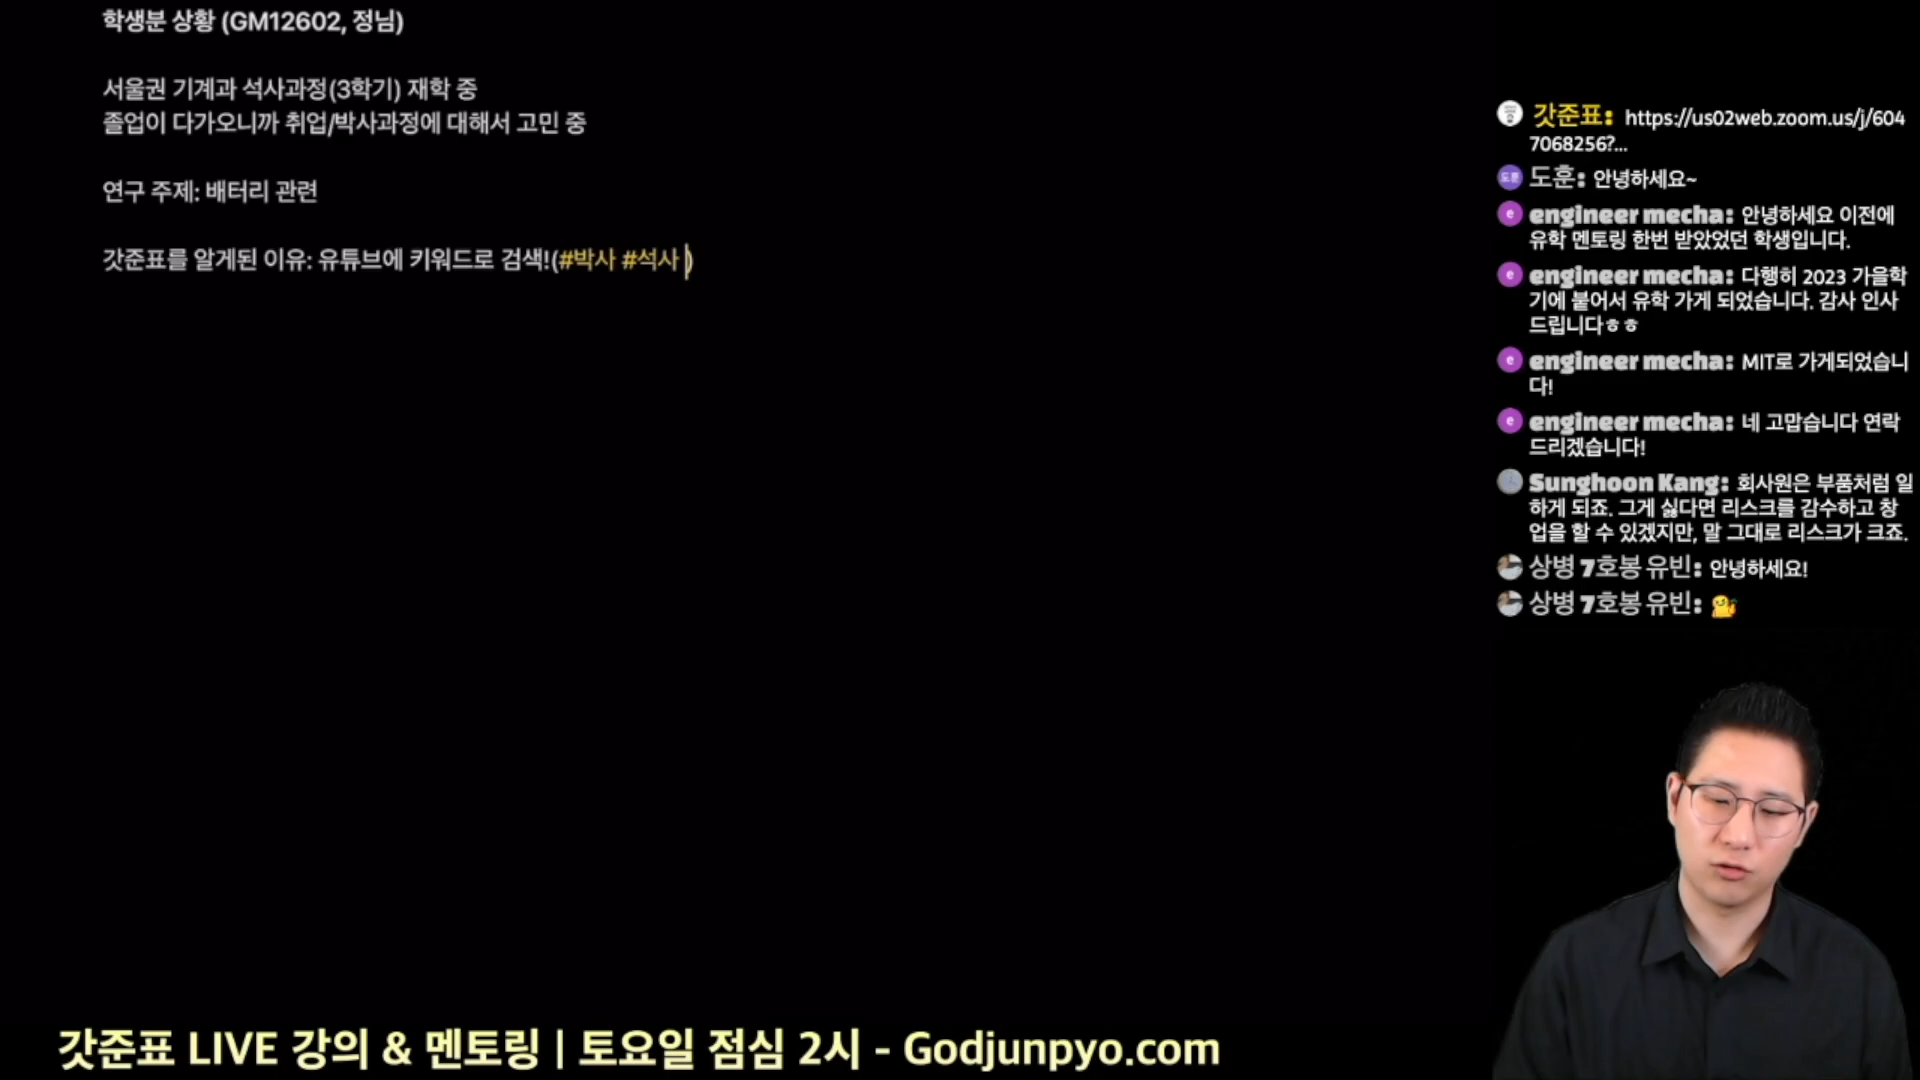 학생분 상황 (GM12602, 정님)
서울권 기계과 석사과정(3학기) 재학 중
졸업이 다가오니까 취업/박사과정에 대해서 고민 중
연구 주제: 배터리 관련
갓준표를 알게된 이유: 유튜브에 키워드로 검색!(#박사 #석사 )
갓준표: https://us02web.zoom.us/j/604
7068256?...
도훈 도훈: 안녕하세요~
e engineer mecha: 안녕하세요 이전에
유학 멘토링 한번 받았었던 학생입니다.
e engineer mecha: 다행히 2023 가을학
기에 붙어서 유학 가게 되었습니다. 감사 인사
드립니다ㅎㅎ
e engineer mecha: MIT로 가게되었습니
다!
e engineer mecha: 네 고맙습니다 연락
드리겠습니다!
Sunghoon Kang: 회사원은 부품처럼 일
하게 되죠. 그게 싫다면 리스크를 감수하고 창
업을 할 수 있겠지만, 말 그대로 리스크가 크죠.
상병 7호봉 유빈: 안녕하세요!
상병 7호봉 유빈:
갓준표 LIVE 강의 & 멘토링 | 토요일 점심 2시 - Godjunpyo.com